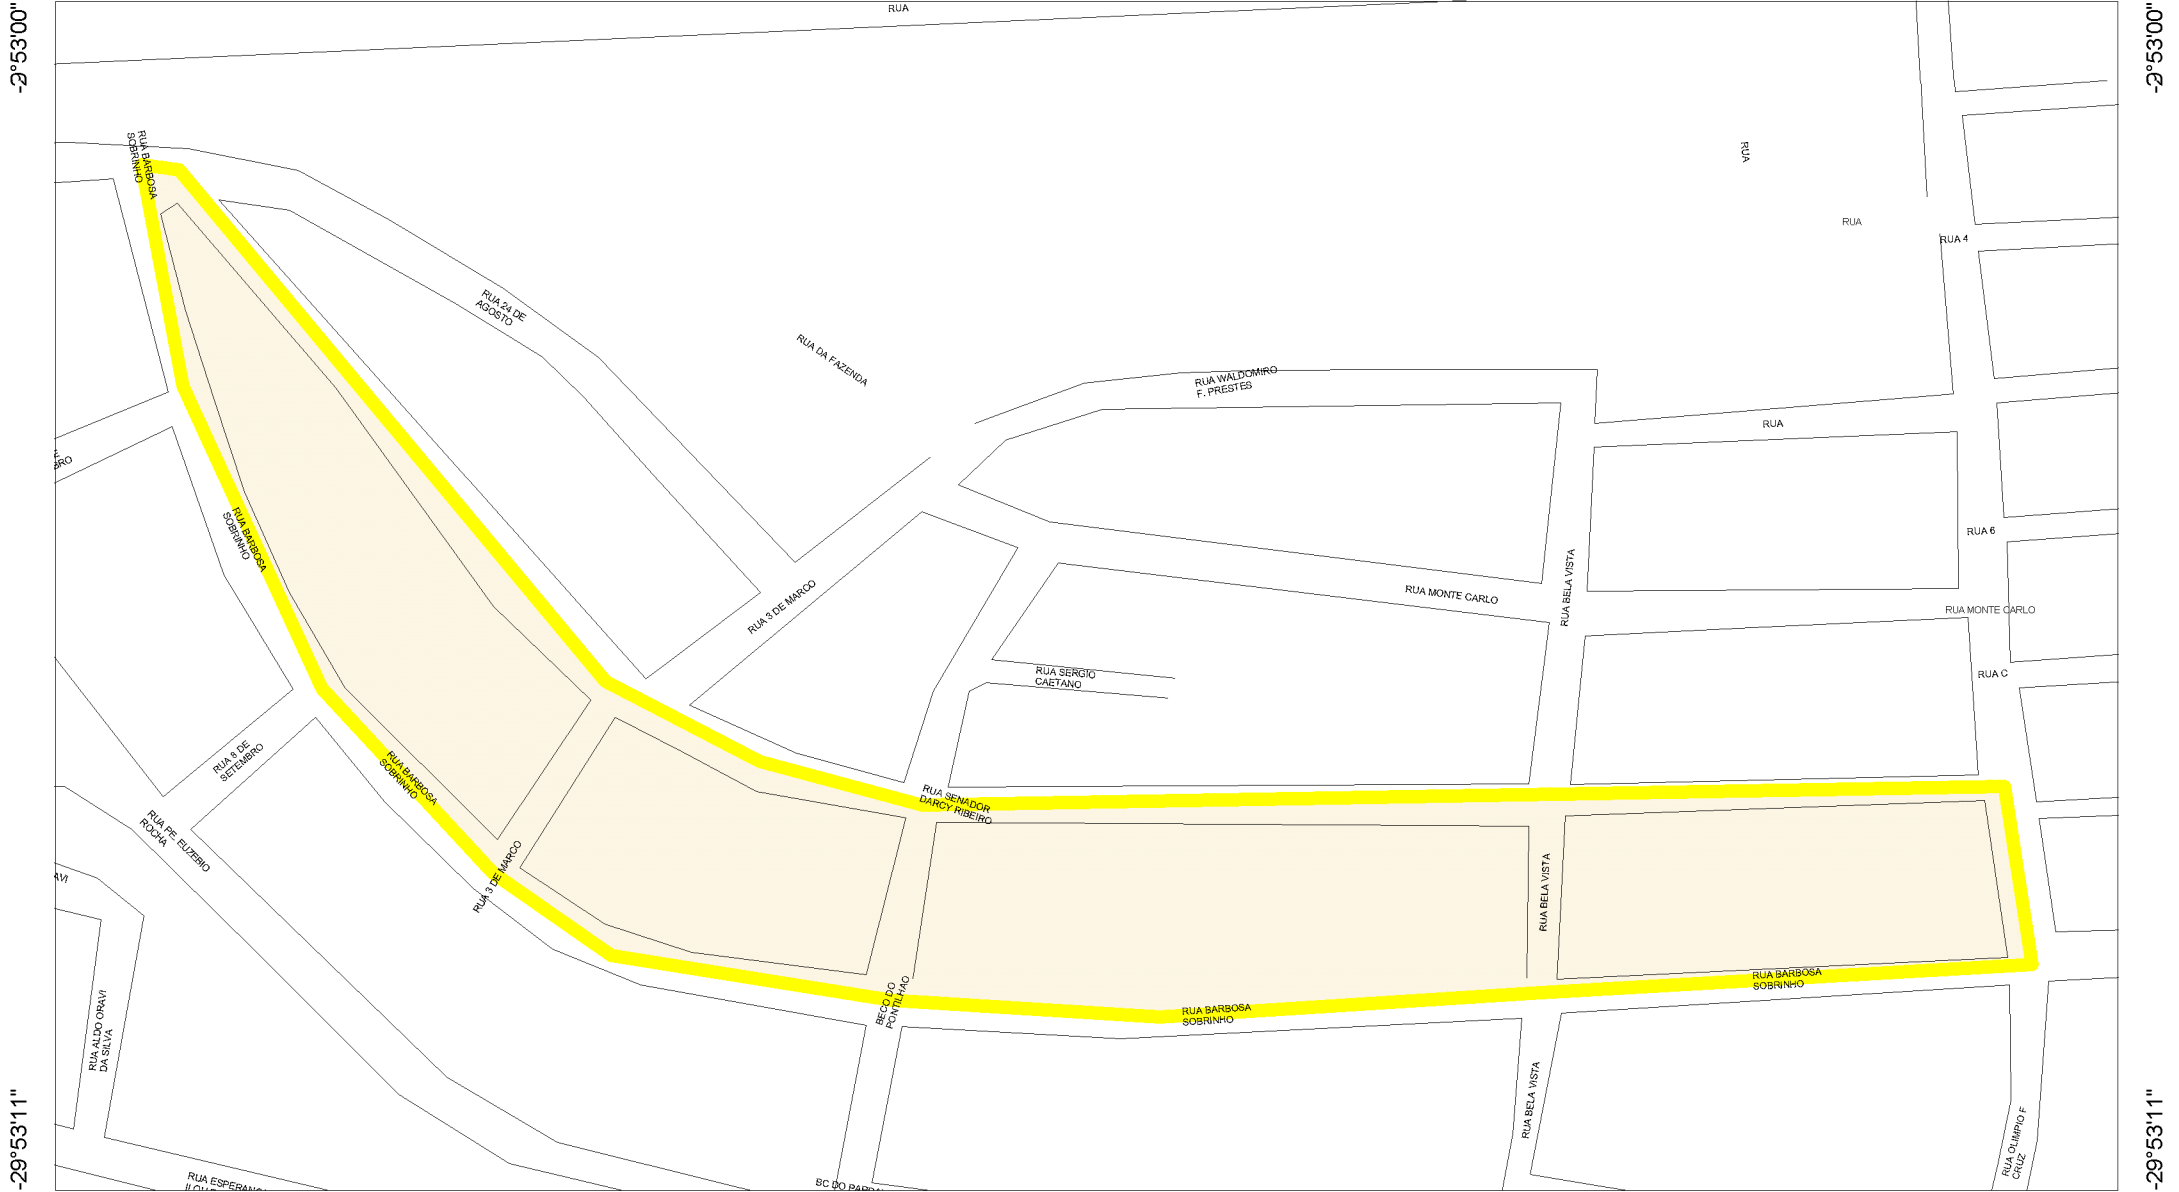 RUA
-29°53'00"
-29°53'00"
RUA BARBOSA
SOBRINHO
RUA
RUA
RUA 4
RUA 24 DE
AGOSTO
RUA DA FAZENDA
RUA WALDOMIRO
F. PRESTES
RUA
BRO
RUA BARBOSA
SOBRINHO
RUA 6
RUA BELA VISTA
RUA 3 DE MARCO
RUA MONTE CARLO
RUA MONTE CARLO
RUA SERGIO
CAETANO
RUA C
RUA 8 DE
SETEMBRO
RUA BARBOSA
SOBRINHO
RUA SENADOR
DARCY RIBEIRO
RUA PE. EUZEBIO
ROCHA
RUA 3 DE MARCO
AVI
RUA BELA VISTA
RUA BARBOSA
SOBRINHO
BECO DO
PONTILHAO
RUA BARBOSA
SOBRINHO
RUA ALDO ORAVI
DA SILVA
RUA BELA VISTA
RUA OLIMPIO F
CRUZ
-29°53'11"
-29°53'11"
RUA
BC DO